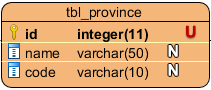 tbl_province
id integer(11) U
name varchar(50) N
code varchar(10) N